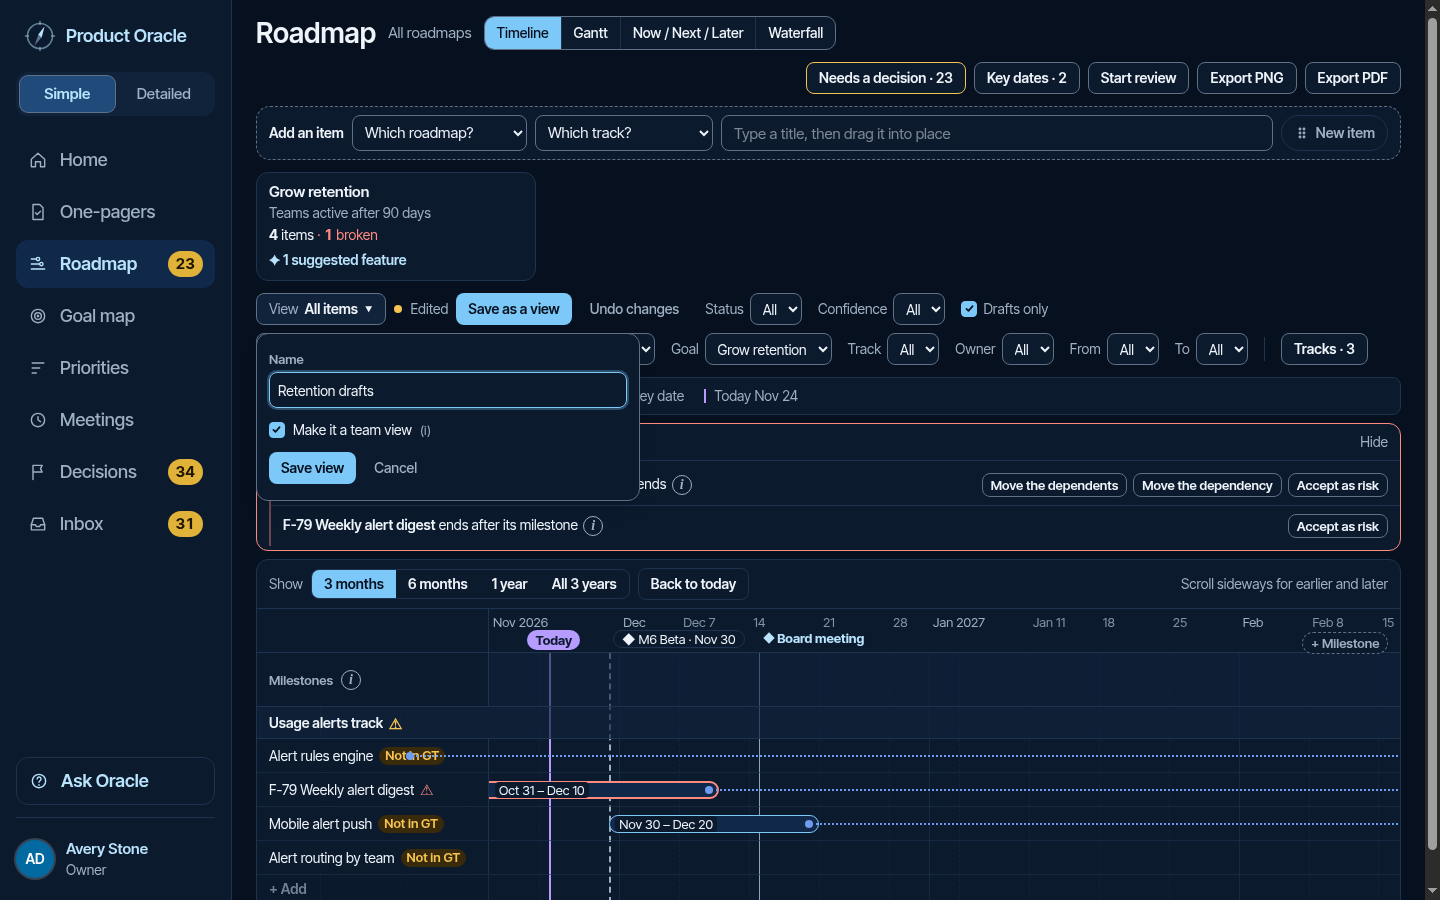 Product Oracle
Simple
Detailed
Home
One-pagers
Roadmap 23
Goal map
Priorities
Meetings
Decisions 34
Inbox 31
Ask Oracle
AD
Avery Stone
Owner
Roadmap All roadmaps Timeline Gantt Now / Next / Later Waterfall
Needs a decision · 23 Key dates · 2 Start review Export PNG Export PDF
Add an item Which roadmap? Which track? Type a title, then drag it into place New item
Grow retention
Teams active after 90 days
4 items · 1 broken
1 suggested feature
View All items Edited Save as a view Undo changes Status All Confidence All Drafts only
Goal Grow retention Track All Owner All From All To All Tracks · 3
Name
Retention drafts
Make it a team view (i)
Save view Cancel
ey date Today Nov 24
Hide
ends i Move the dependents Move the dependency Accept as risk
F-79 Weekly alert digest ends after its milestone i Accept as risk
Show 3 months 6 months 1 year All 3 years Back to today Scroll sideways for earlier and later
Nov 2026 Dec Dec 7 14 21 28 Jan 2027 Jan 11 18 25 Feb Feb 8 15
Today M6 Beta · Nov 30 Board meeting + Milestone
Milestones i
Usage alerts track
Alert rules engine Not in GT
F-79 Weekly alert digest Oct 31 – Dec 10
Mobile alert push Not in GT Nov 30 – Dec 20
Alert routing by team Not in GT
+ Add